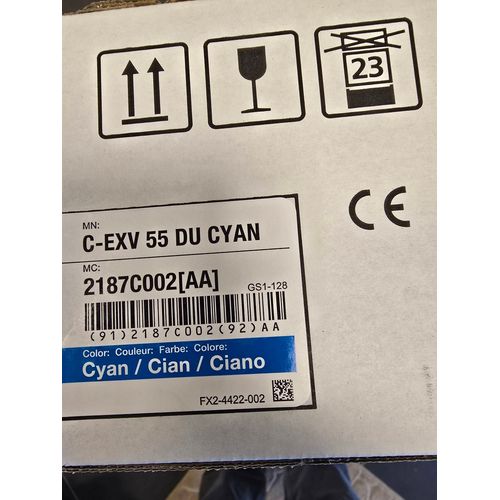 23
CE
MN:
C-EXV 55 DU CYAN
MC:
2187C002[AA]
GS1-128
(91)2187C002(92)AA
Color: Couleur: Farbe: Colore:
Cyan / Cian / Ciano
FX2-4422-002